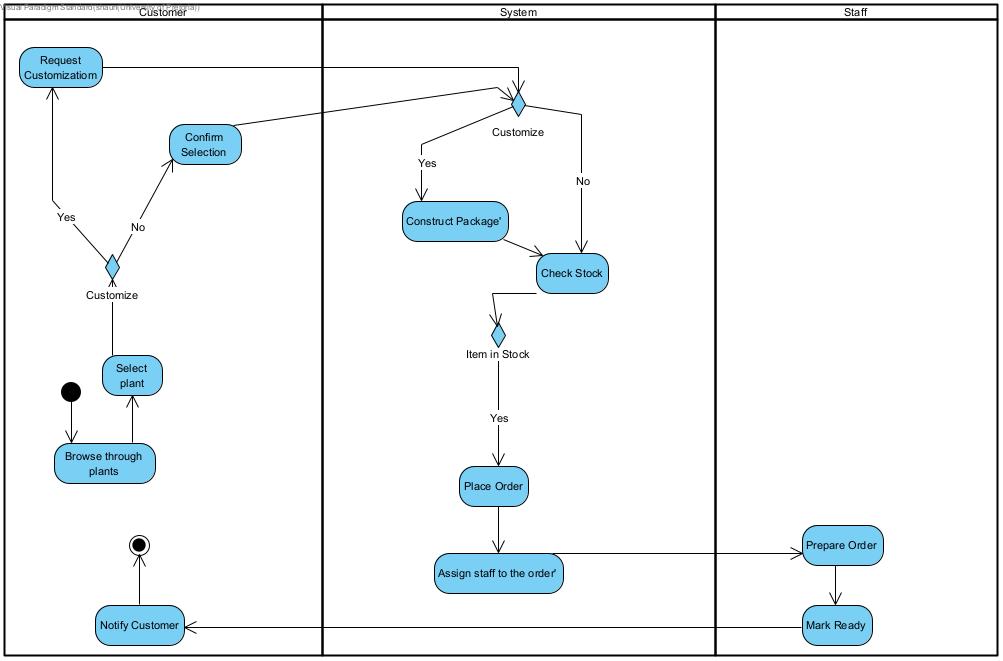 Visual Paradigm Standard(shaun(University of Pretoria))
Customer
System
Staff
Request
Customizatiom
Confirm
Selection
Customize
Yes
No
Yes
No
Construct Package'
Check Stock
Customize
Item in Stock
Select
plant
Yes
Browse through
plants
Place Order
Prepare Order
Assign staff to the order'
Notify Customer
Mark Ready